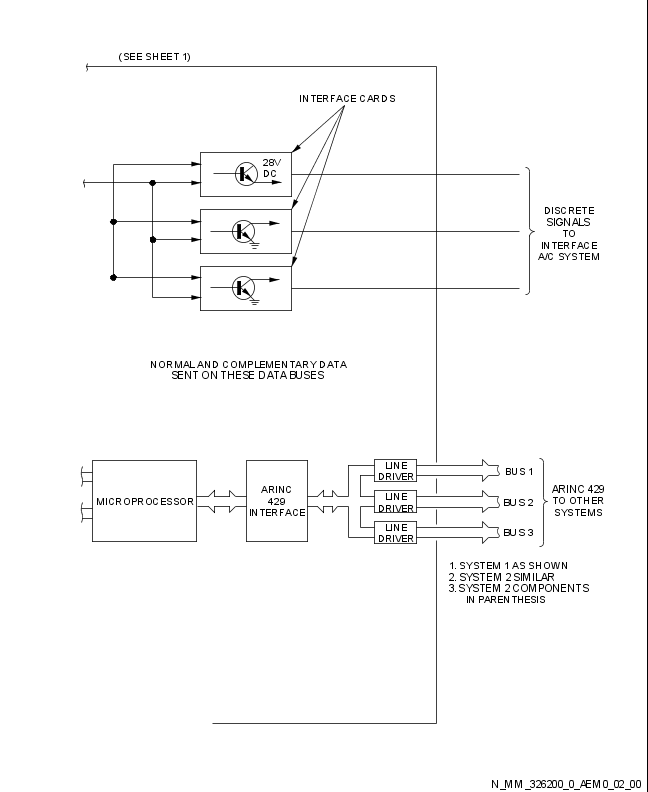 (SEE SHEET 1)
INTERFACE CARDS
28V
DC
DISCRETE
SIGNALS
TO
INTERFACE
A/C SYSTEM
NORMAL AND COMPLEMENTARY DATA
SENT ON THESE DATA BUSES
MICROPROCESSOR
ARINC
429
INTERFACE
LINE
DRIVER
LINE
DRIVER
LINE
DRIVER
BUS 1
BUS 2
BUS 3
ARINC 429
TO OTHER
SYSTEMS
1. SYSTEM 1 AS SHOWN
2. SYSTEM 2 SIMILAR
3. SYSTEM 2 COMPONENTS
IN PARENTHESIS
N_MM_326200_0_AEM0_02_00